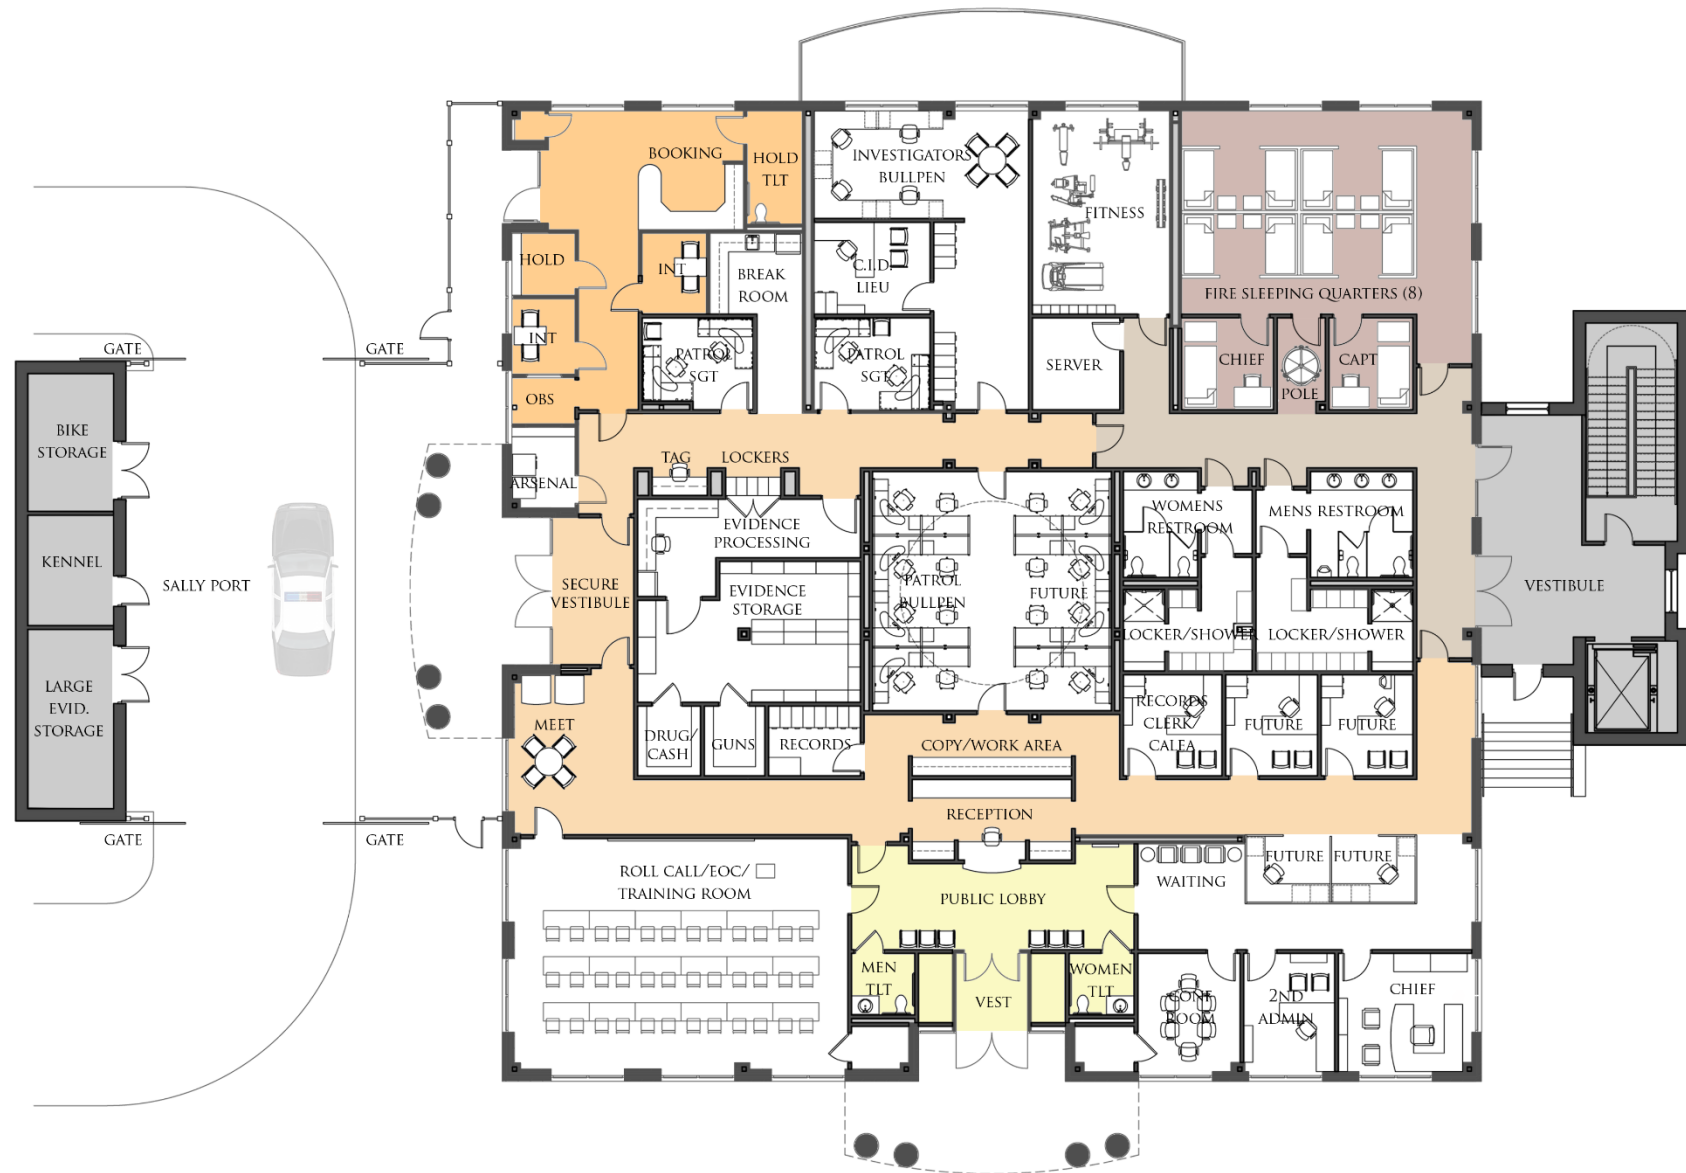 BOOKING
HOLD
TLT
INVESTIGATORS
BULLPEN
FITNESS
HOLD
INT
BREAK
ROOM
C.I.D.
LIEU
FIRE SLEEPING QUARTERS (8)
GATE
GATE
INT
PATROL
SGT
PATROL
SGT
SERVER
CHIEF
POLE
CAPT
OBS
BIKE
STORAGE
TAG
LOCKERS
ARSENAL
EVIDENCE
PROCESSING
WOMENS
RESTROOM
MENS RESTROOM
KENNEL
SALLY PORT
SECURE
VESTIBULE
EVIDENCE
STORAGE
PATROL
BULLPEN
FUTURE
VESTIBULE
LOCKER/SHOWER
LOCKER/SHOWER
LARGE
EVID.
STORAGE
MEET
DRUG/
CASH
GUNS
RECORDS
COPY/WORK AREA
RECORDS
CLERK/
CALEA
FUTURE
FUTURE
GATE
GATE
RECEPTION
ROLL CALL/EOC/
TRAINING ROOM
PUBLIC LOBBY
WAITING
FUTURE
FUTURE
MEN
TLT
VEST
WOMEN
TLT
CONF
ROOM
2ND
ADMIN
CHIEF